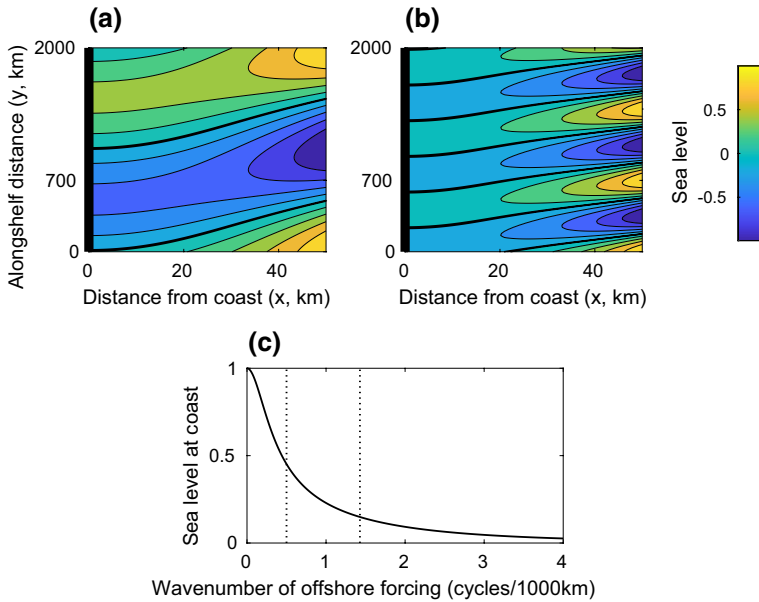 (a)
(b)
Alongshelf distance (y, km)
2000
700
0
0
20
40
Distance from coast (x, km)
2000
700
0
0
20
40
Distance from coast (x, km)
Sea level
0.5
0
-0.5
(c)
Sea level at coast
1
0.5
0
0
1
2
3
4
Wavenumber of offshore forcing (cycles/1000km)